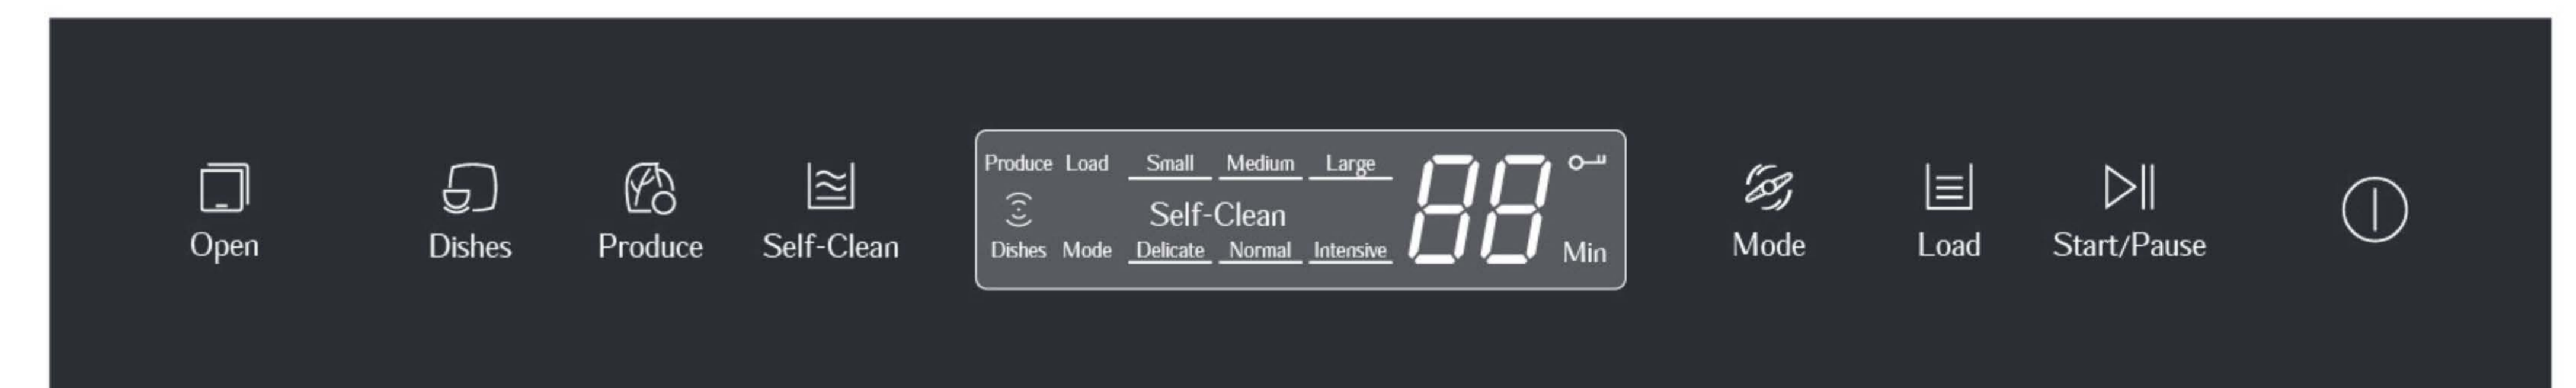 Open
Dishes
Produce
Self-Clean
Produce Load Small Medium Large
Self-Clean
Dishes Mode Delicate Normal Intensive
88
Min
Mode
Load
Start/Pause